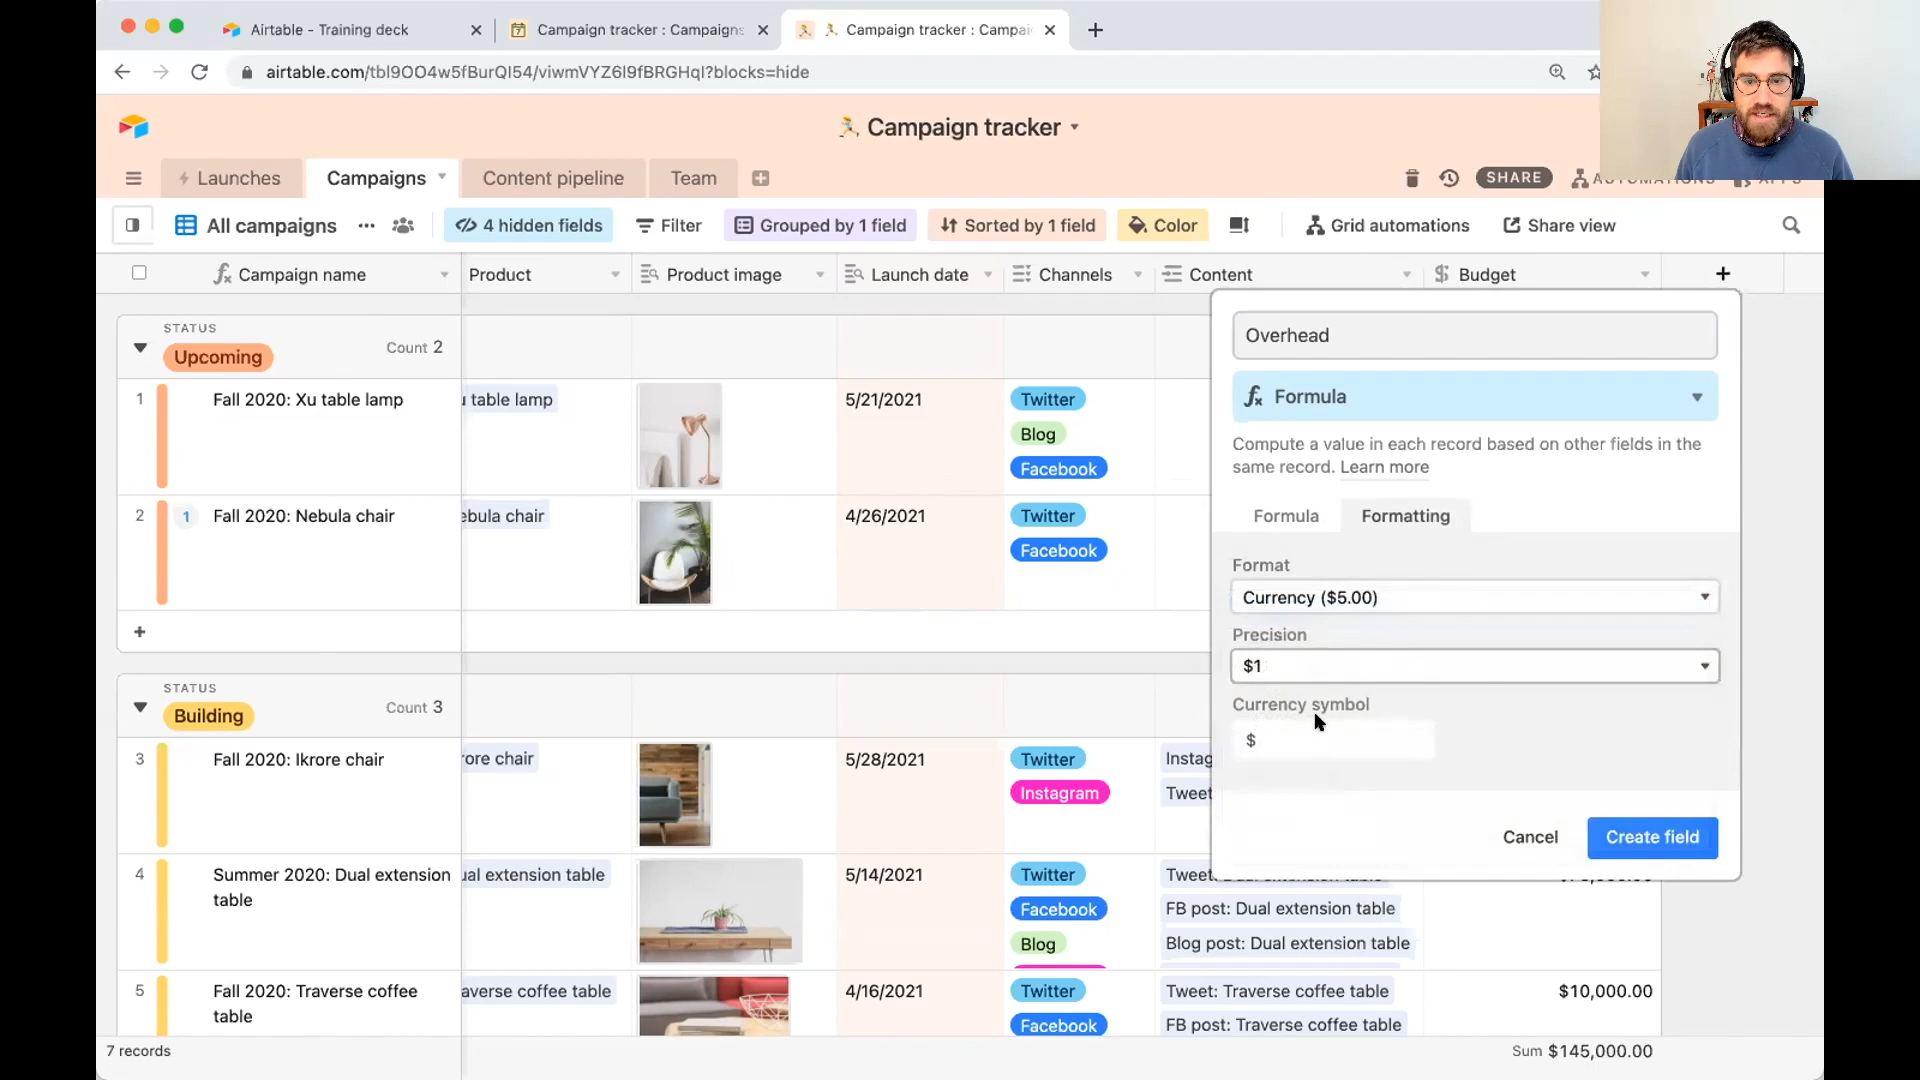 Airtable - Training deck
Campaign tracker : Campaigns
Campaign tracker : Campai
airtable.com/tbl9OO4w5fBurQI54/viwmVYZ6l9fBRGHqI?blocks=hide
Campaign tracker
Launches
Campaigns
Content pipeline
Team
SHARE
AUTOMATIONS
APPS
All campaigns
4 hidden fields
Filter
Grouped by 1 field
Sorted by 1 field
Color
Grid automations
Share view
Campaign name
Product
Product image
Launch date
Channels
Content
$ Budget
STATUS
Upcoming
Count 2
1
Fall 2020: Xu table lamp
u table lamp
5/21/2021
Twitter
Blog
Facebook
2
1
Fall 2020: Nebula chair
ebula chair
4/26/2021
Twitter
Facebook
STATUS
Building
Count 3
3
Fall 2020: Ikrore chair
rore chair
5/28/2021
Twitter
Instagram
Instag
Tweet
4
Summer 2020: Dual extension
table
ual extension table
5/14/2021
Twitter
Facebook
Blog
FB post: Dual extension table
Blog post: Dual extension table
5
Fall 2020: Traverse coffee
table
averse coffee table
4/16/2021
Twitter
Facebook
Tweet: Traverse coffee table
FB post: Traverse coffee table
$10,000.00
7 records
Sum $145,000.00
Overhead
Formula
Compute a value in each record based on other fields in the
same record. Learn more
Formula
Formatting
Format
Currency ($5.00)
Precision
$1
Currency symbol
$
Cancel
Create field